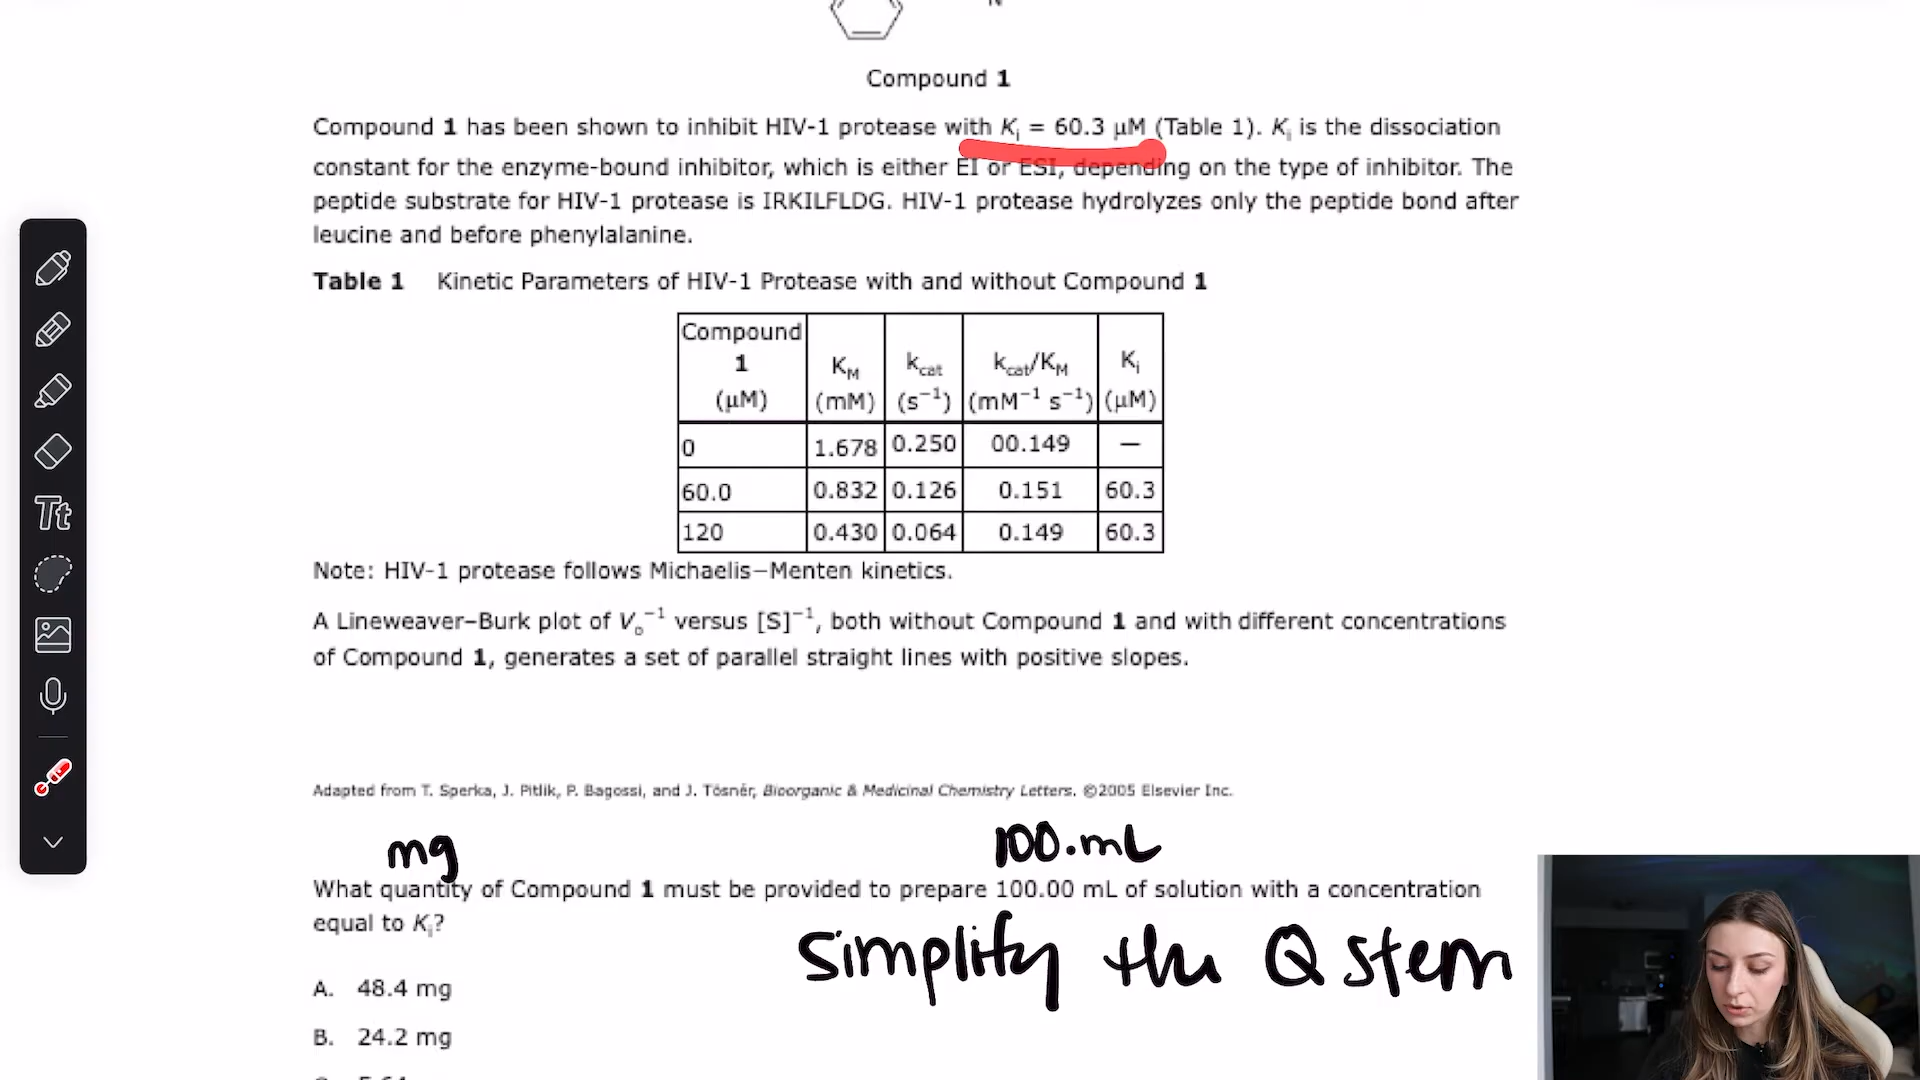 N
Compound 1
Compound 1 has been shown to inhibit HIV-1 protease with Ki = 60.3 μM (Table 1). Ki is the dissociation
constant for the enzyme-bound inhibitor, which is either EI or ESI, depending on the type of inhibitor. The
peptide substrate for HIV-1 protease is IRKILFLDG. HIV-1 protease hydrolyzes only the peptide bond after
leucine and before phenylalanine.
Table 1 Kinetic Parameters of HIV-1 Protease with and without Compound 1
Compound 1 (μM) KM (mM) kcat (s⁻¹) kcat/KM (mM⁻¹ s⁻¹) Ki (μM)
0 1.678 0.250 00.149 —
60.0 0.832 0.126 0.151 60.3
120 0.430 0.064 0.149 60.3
Note: HIV-1 protease follows Michaelis–Menten kinetics.
A Lineweaver–Burk plot of Vo⁻¹ versus [S]⁻¹, both without Compound 1 and with different concentrations
of Compound 1, generates a set of parallel straight lines with positive slopes.
Adapted from T. Sperka, J. Pitlik, P. Bagossi, and J. Tösnér, Bioorganic & Medicinal Chemistry Letters. ©2005 Elsevier Inc.
mg 100.mL
What quantity of Compound 1 must be provided to prepare 100.00 mL of solution with a concentration
equal to Ki?
Simplify the Q stem
A. 48.4 mg
B. 24.2 mg
Tt